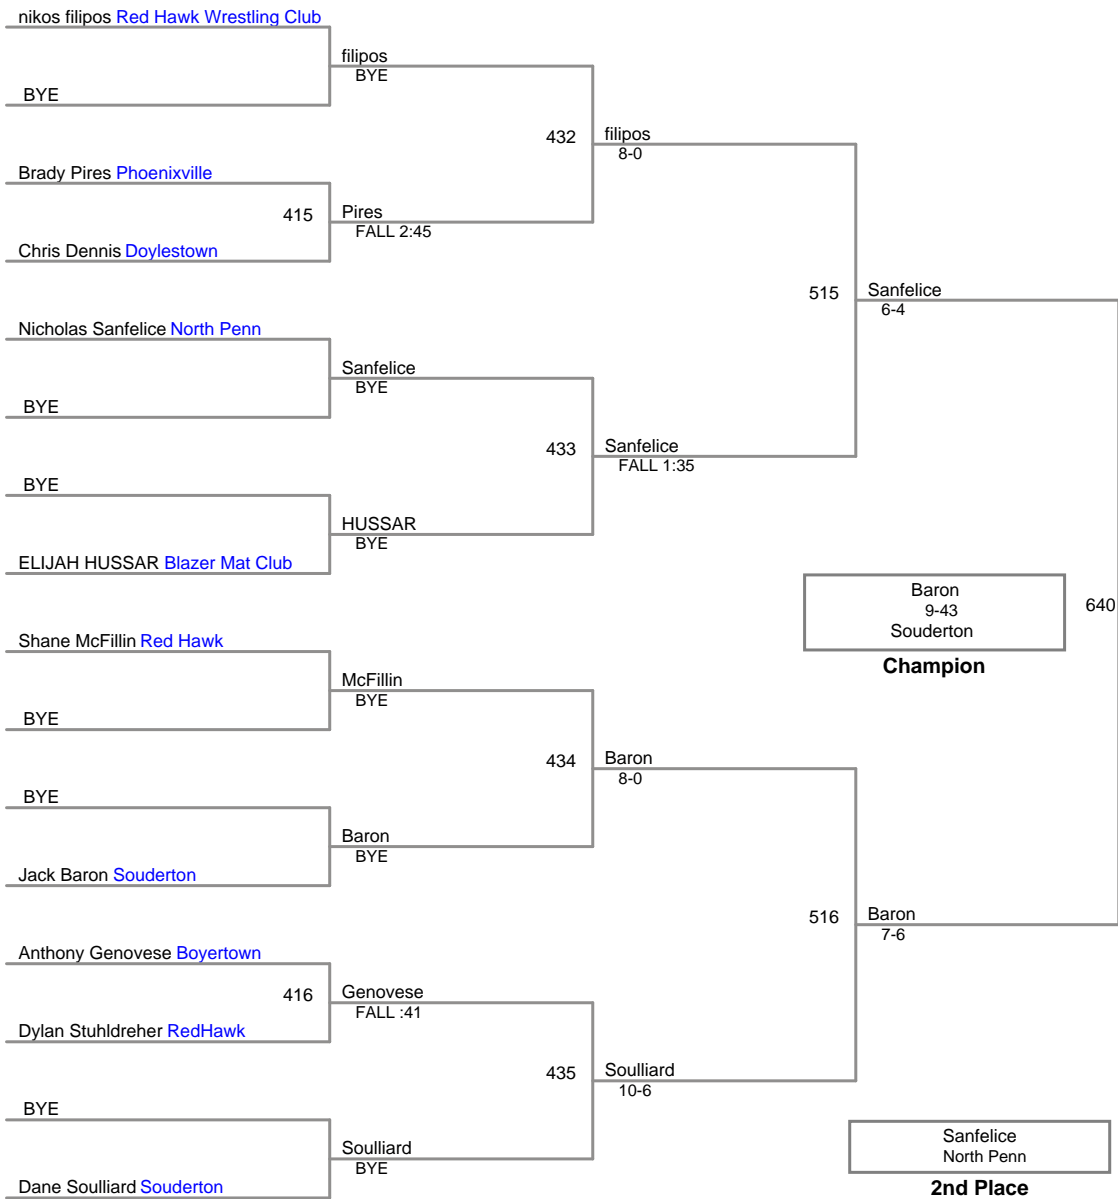 nikos filipos Red Hawk Wrestling Club
filipos
BYE
BYE
432
filipos
8-0
Brady Pires Phoenixville
415
Pires
FALL 2:45
Chris Dennis Doylestown
515
Sanfelice
6-4
Nicholas Sanfelice North Penn
Sanfelice
BYE
BYE
433
Sanfelice
FALL 1:35
BYE
HUSSAR
BYE
ELIJAH HUSSAR Blazer Mat Club
Baron
9-43
Souderton
640
Champion
Shane McFillin Red Hawk
McFillin
BYE
BYE
434
Baron
8-0
BYE
Baron
BYE
Jack Baron Souderton
516
Baron
7-6
Anthony Genovese Boyertown
416
Genovese
FALL :41
Dylan Stuhldreher RedHawk
435
Soulliard
10-6
BYE
Soulliard
BYE
Dane Soulliard Souderton
Sanfelice
North Penn
2nd Place